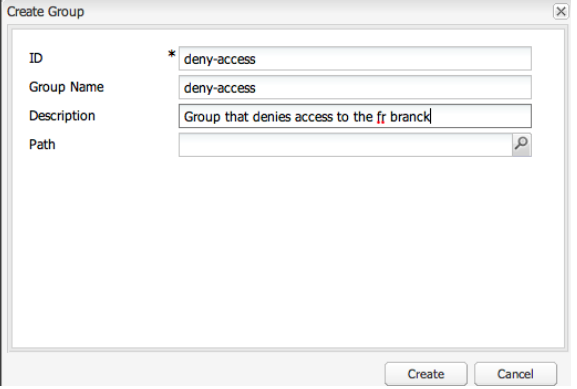 Create Group
ID * deny-access
Group Name deny-access
Description Group that denies access to the fr branck
Path
Create Cancel